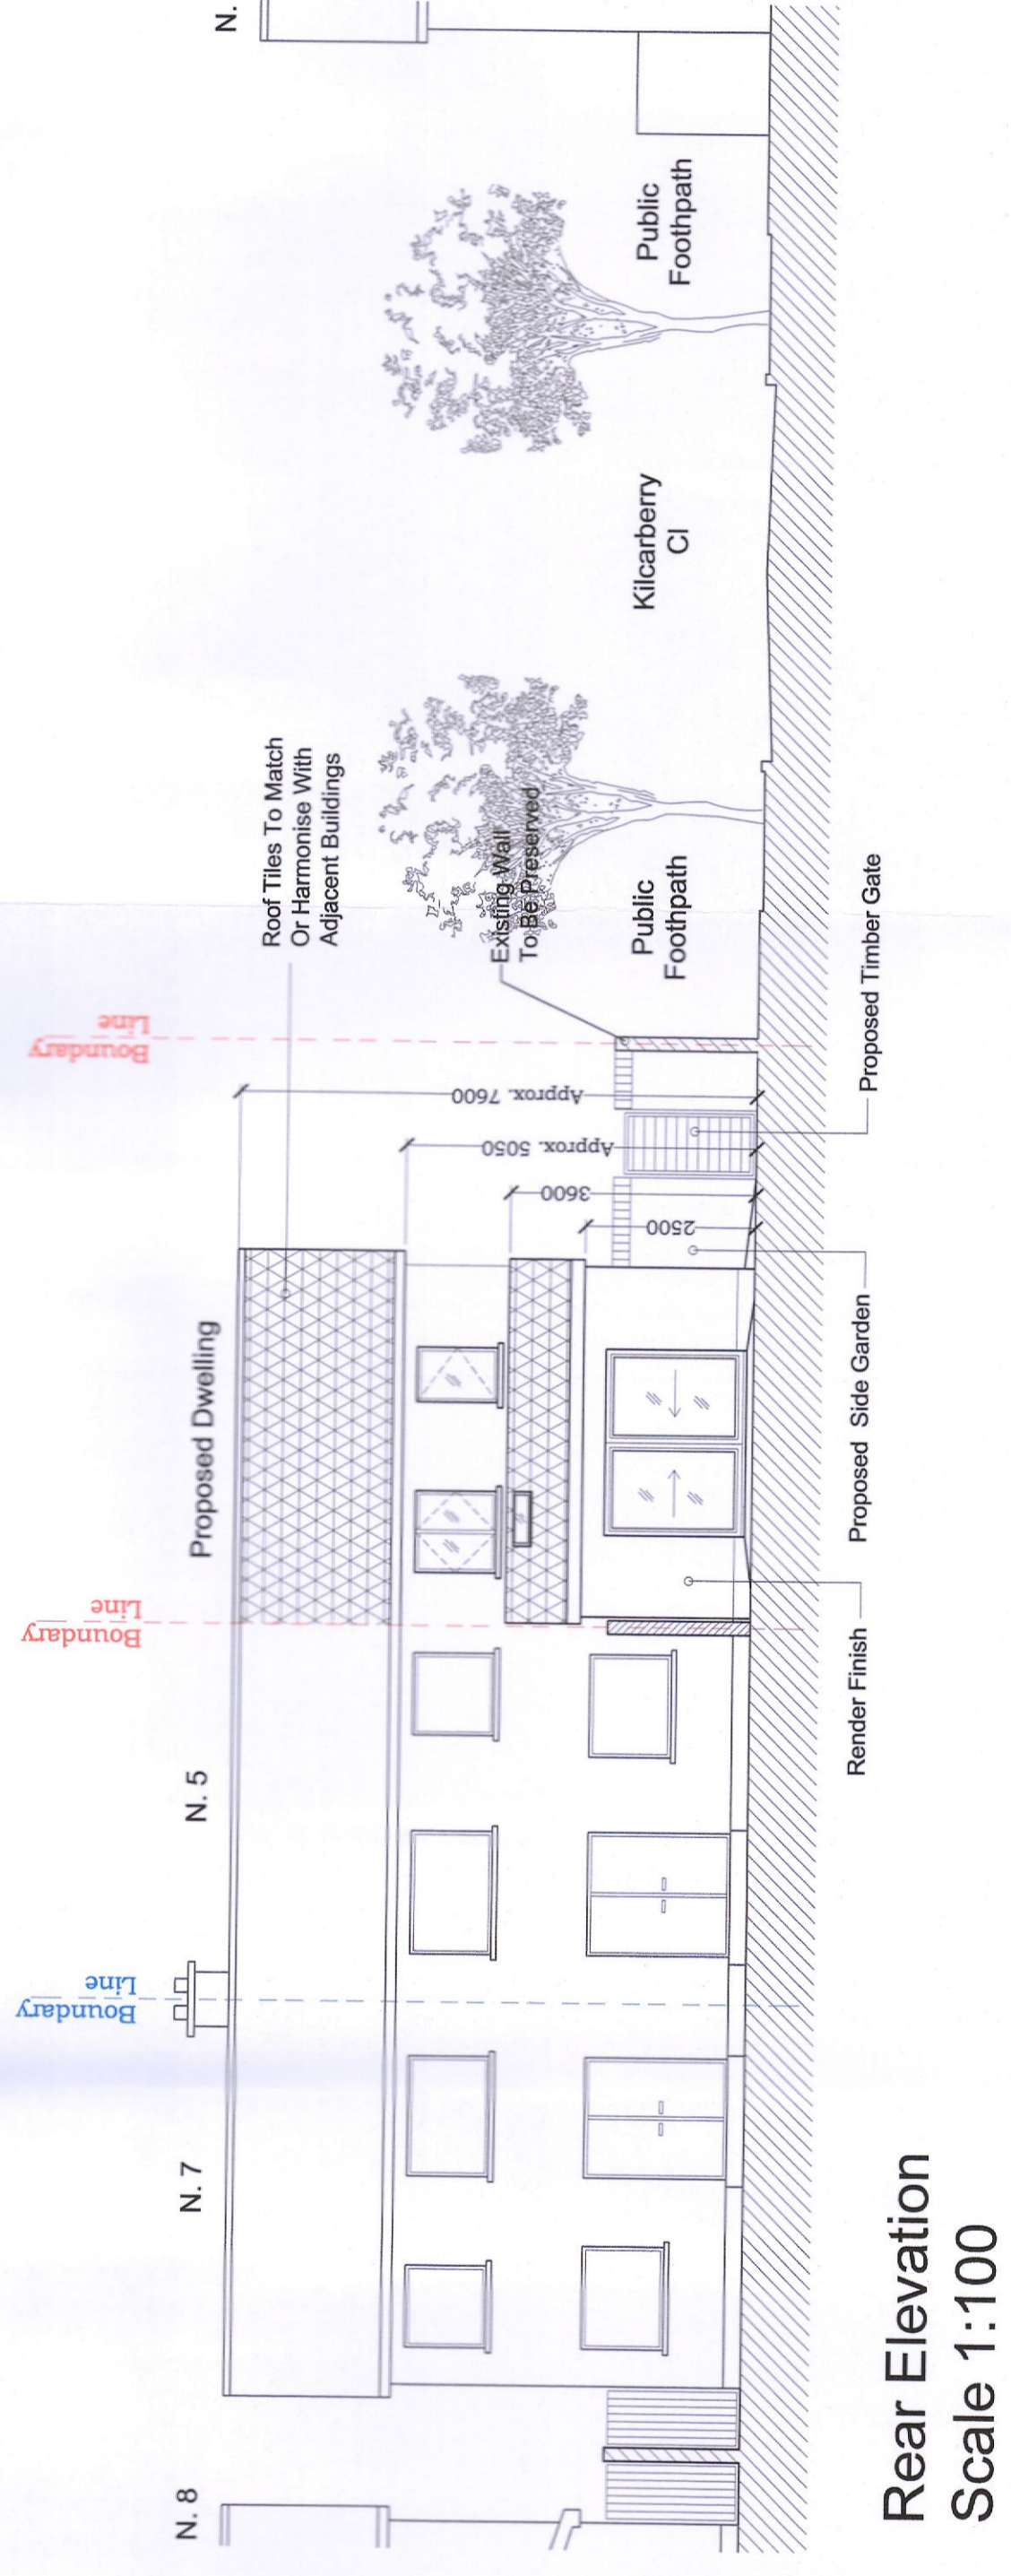 N. 8
N. 7
Boundary
Line
N. 5
Boundary
Line
Proposed Dwelling
Boundary
Line
Roof Tiles To Match
Or Harmonise With
Adjacent Buildings
N.
Existing Wall
To Be Preserved
Approx. 7600
Approx. 5050
3600
2500
Public
Foothpath
Kilcarberry
Cl
Public
Foothpath
Render Finish
Proposed Side Garden
Proposed Timber Gate
Rear Elevation
Scale 1:100